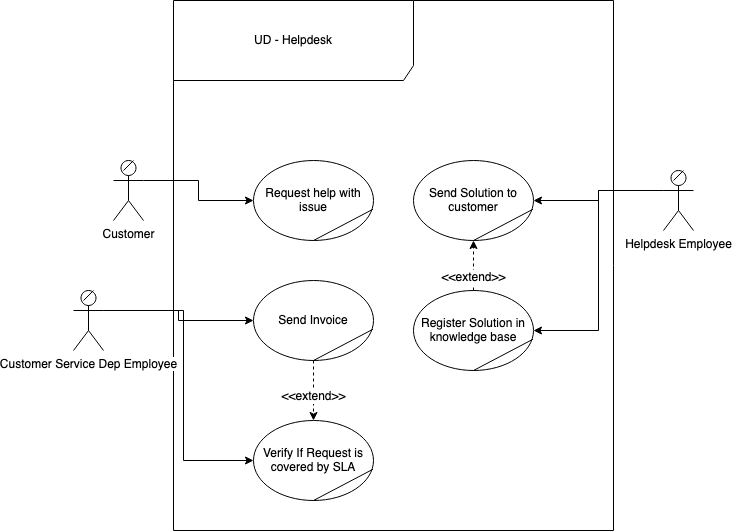 UD - Helpdesk
Request help with
issue
Send Solution to
customer
Customer
Helpdesk Employee
<<extend>>
Send Invoice
Register Solution in
knowledge base
Customer Service Dep Employee
<<extend>>
Verify If Request is
covered by SLA